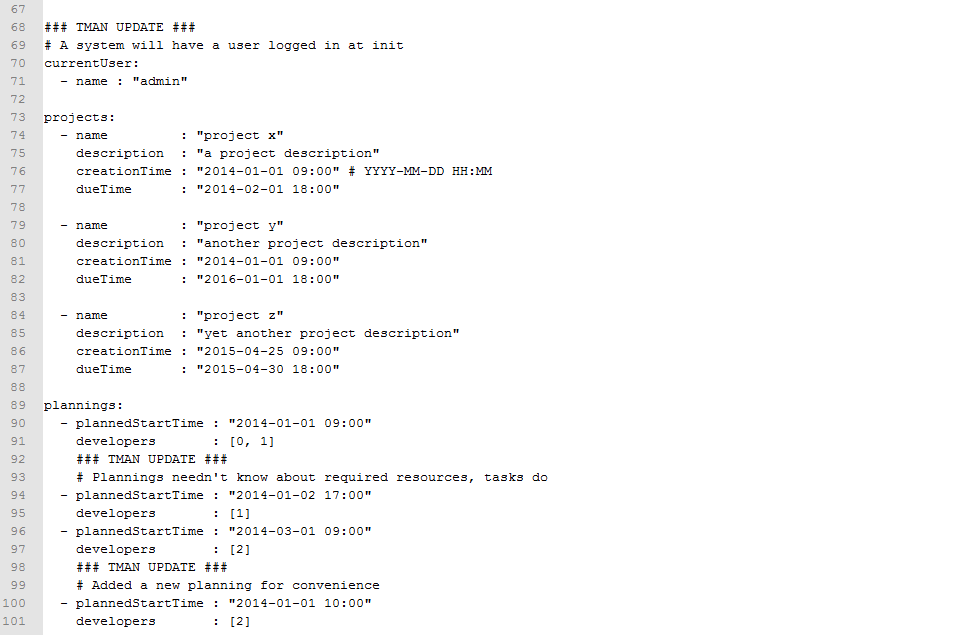 67
68 ### TMAN UPDATE ###
69 # A system will have a user logged in at init
70 currentUser:
71   - name : "admin"
72
73 projects:
74   - name         : "project x"
75     description  : "a project description"
76     creationTime : "2014-01-01 09:00" # YYYY-MM-DD HH:MM
77     dueTime      : "2014-02-01 18:00"
78
79   - name         : "project y"
80     description  : "another project description"
81     creationTime : "2014-01-01 09:00"
82     dueTime      : "2016-01-01 18:00"
83
84   - name         : "project z"
85     description  : "yet another project description"
86     creationTime : "2015-04-25 09:00"
87     dueTime      : "2015-04-30 18:00"
88
89 plannings:
90   - plannedStartTime : "2014-01-01 09:00"
91     developers       : [0, 1]
92     ### TMAN UPDATE ###
93     # Plannings needn't know about required resources, tasks do
94   - plannedStartTime : "2014-01-02 17:00"
95     developers       : [1]
96   - plannedStartTime : "2014-03-01 09:00"
97     developers       : [2]
98     ### TMAN UPDATE ###
99     # Added a new planning for convenience
100   - plannedStartTime : "2014-01-01 10:00"
101     developers       : [2]